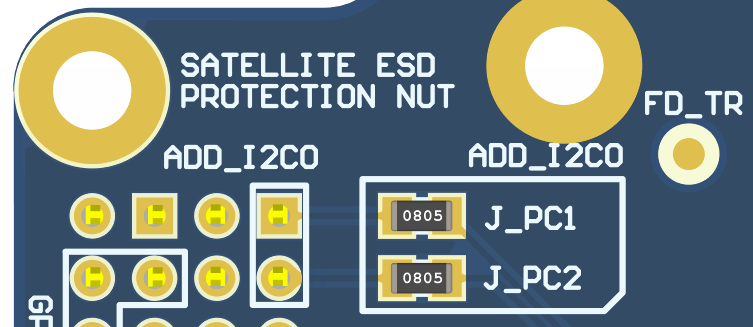 SATELLITE ESD
PROTECTION NUT
FD_TR
ADD_I2C0
ADD_I2C0
0805
J_PC1
0805
J_PC2